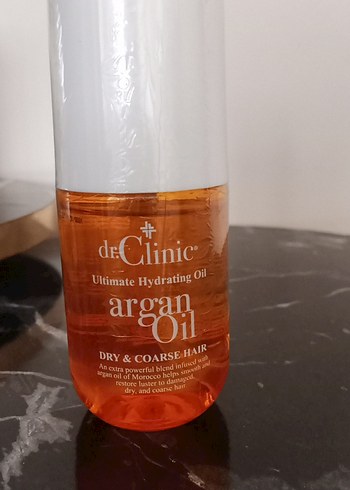 dr.Clinic®
Ultimate Hydrating Oil
argan
Oil
DRY & COARSE HAIR
An extra powerful blend infused with
argan oil of Morocco helps smooth and
restore luster to damaged,
dry, and coarse hair